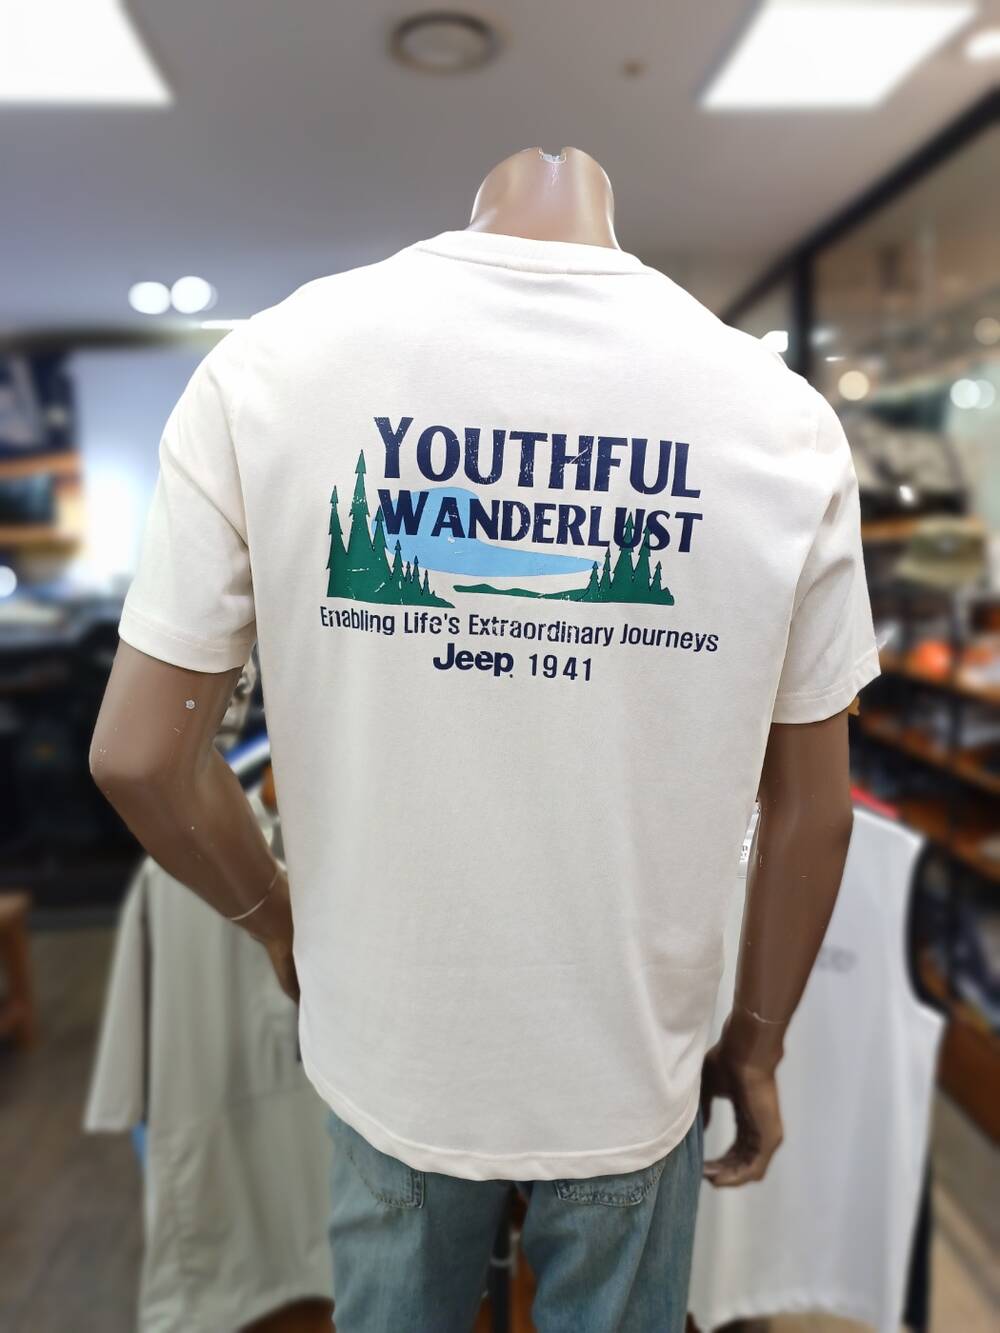 YOUTHFUL
WANDERLUST
Enabling Life's Extraordinary Journeys
Jeep 1941